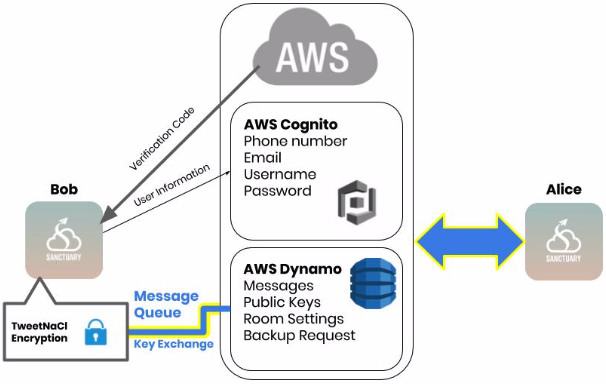 AWS
Verification Code
User Information
AWS Cognito
Phone number
Email
Username
Password
Bob
SANCTUARY
Alice
SANCTUARY
AWS Dynamo
Messages
Public Keys
Room Settings
Backup Request
Message
Queue
Key Exchange
TweetNaCl
Encryption